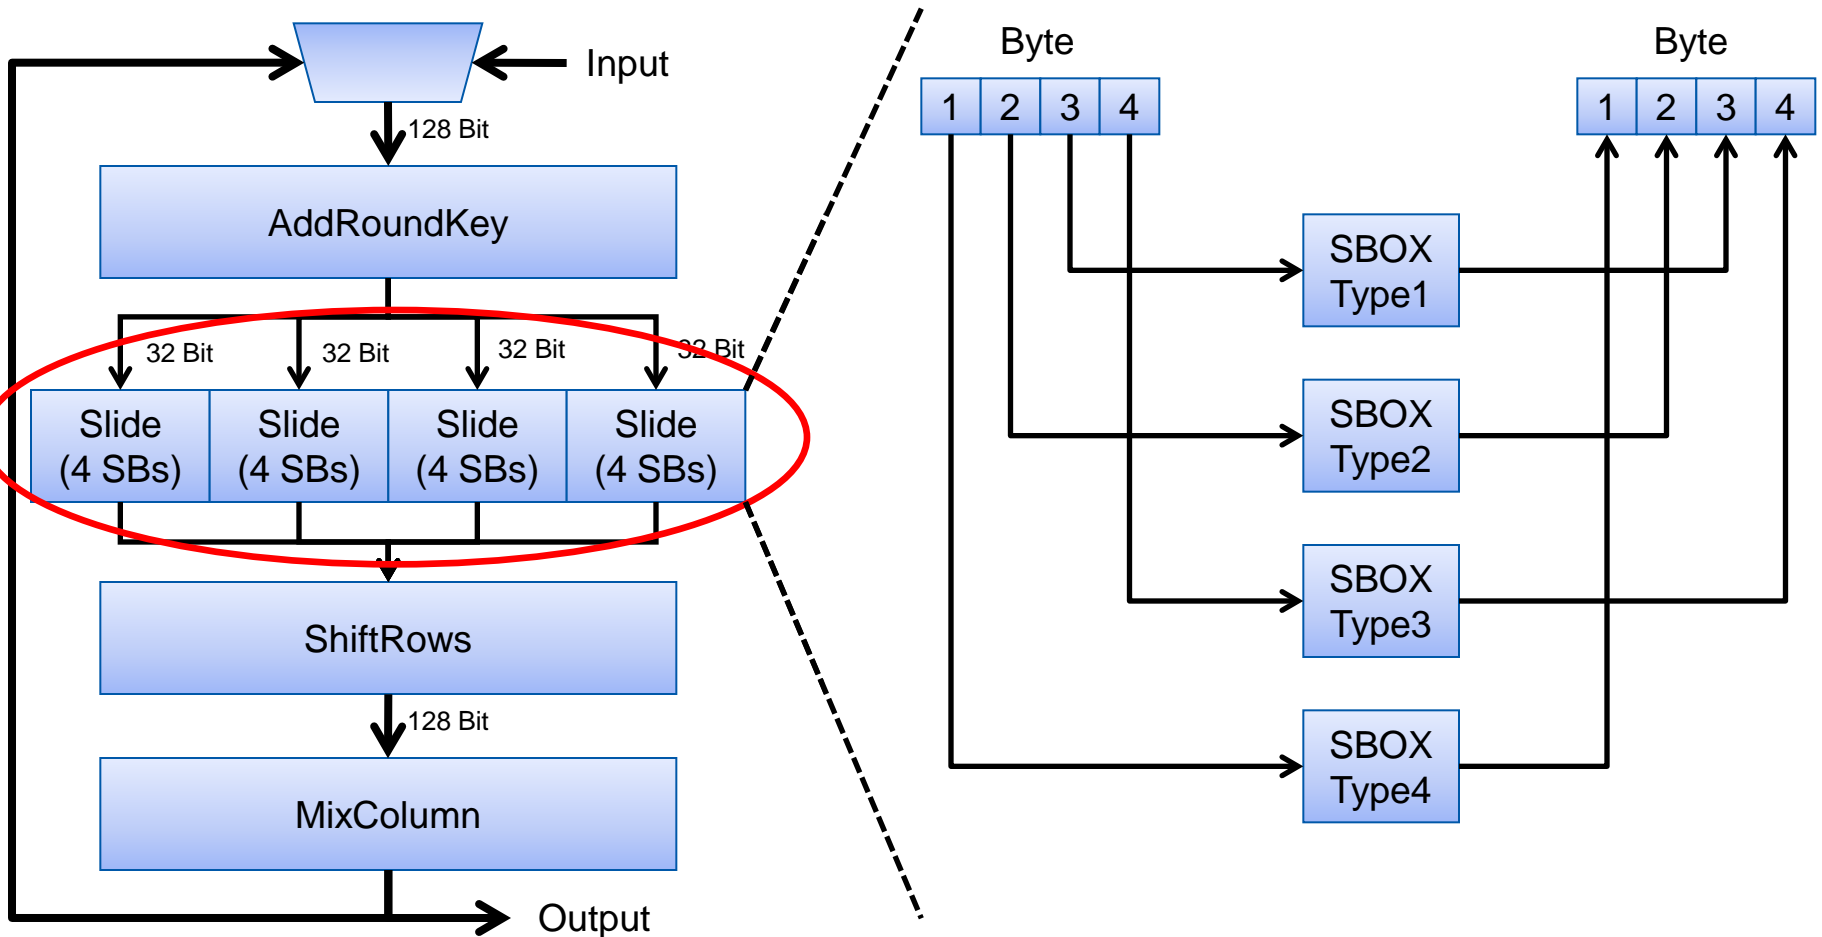 Input
128 Bit
AddRoundKey
32 Bit
32 Bit
32 Bit
32 Bit
Slide
(4 SBs)
Slide
(4 SBs)
Slide
(4 SBs)
Slide
(4 SBs)
ShiftRows
128 Bit
MixColumn
Output
Byte
1 2 3 4
Byte
1 2 3 4
SBOX
Type1
SBOX
Type2
SBOX
Type3
SBOX
Type4